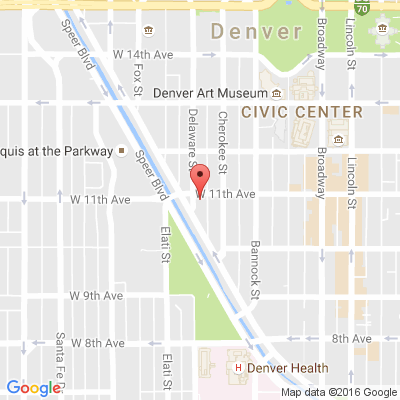 70
Denver
Speer Blvd
Fox St
Broadway
Lincoln St
W 14th Ave
Denver Art Museum
CIVIC CENTER
Delaware S
Cherokee St
quis at the Parkway
Speer Blvd
Broadway
Lincoln St
W 11th Ave
W 11th Ave
Elati St
Bannock St
W 9th Ave
8th Ave
W 8th Ave
Santa Fe D
Elati St
H Denver Health
Google
Map data ©2016 Google